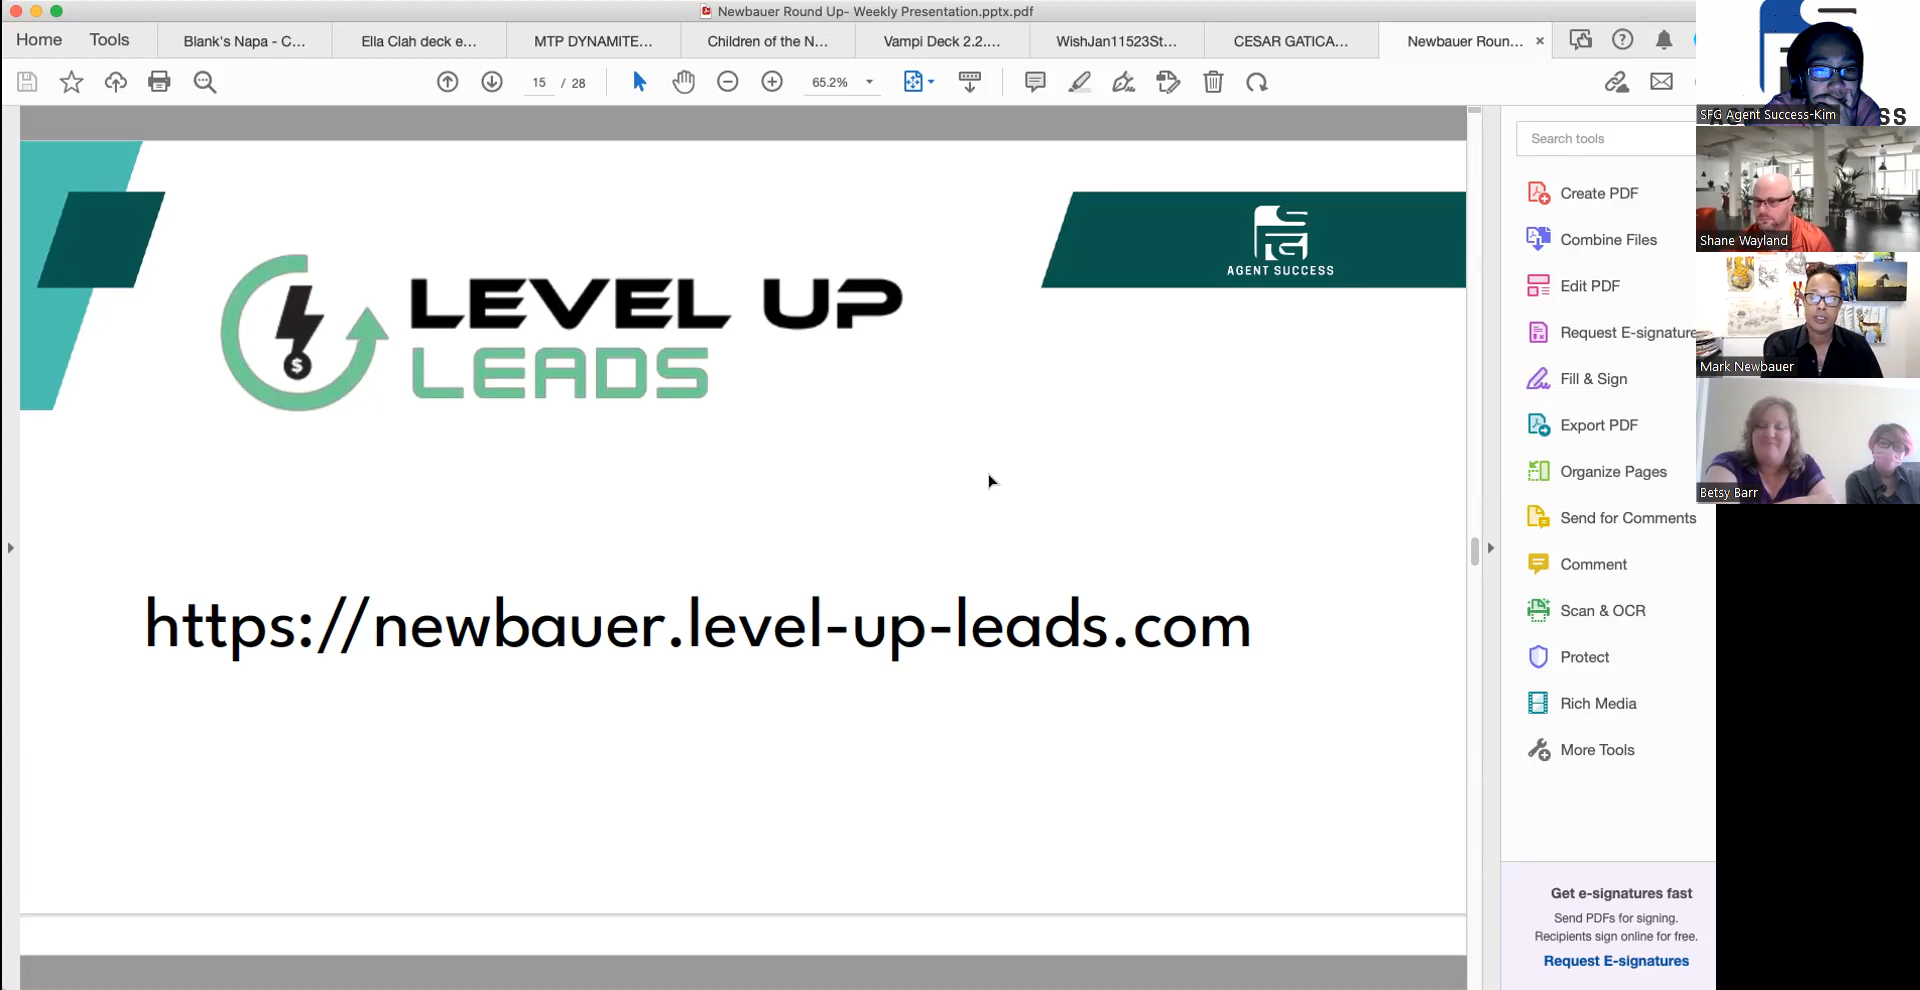 Newbauer Round Up- Weekly Presentation.pptx.pdf
Home
Tools
Blank's Napa - C...
Ella Clah deck e...
MTP DYNAMITE...
Children of the N...
Vampi Deck 2.2....
WishJan11523St...
CESAR GATICA...
Newbauer Roun...
15 / 28
65.2%
LEVEL UP
LEADS
AGENT SUCCESS
https://newbauer.level-up-leads.com
Search tools
Create PDF
Combine Files
Edit PDF
Request E-signature
Fill & Sign
Export PDF
Organize Pages
Send for Comments
Comment
Scan & OCR
Protect
Rich Media
More Tools
Get e-signatures fast
Send PDFs for signing.
Recipients sign online for free.
Request E-signatures
SFG Agent Success-Kim
Shane Wayland
Mark Newbauer
Betsy Barr